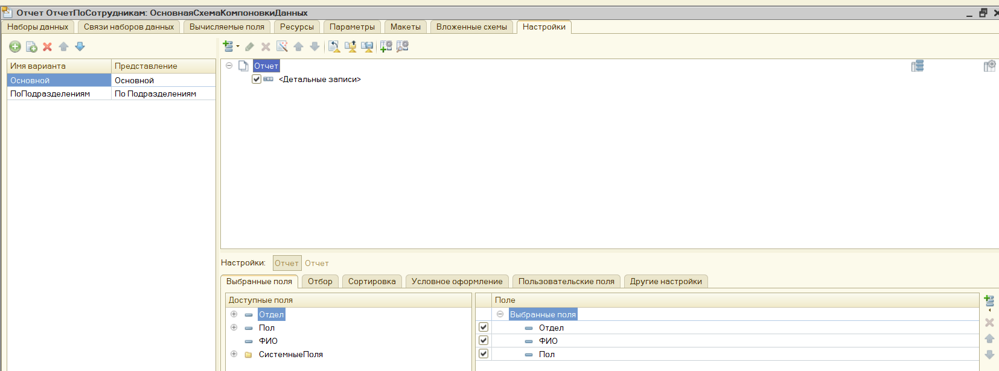 Отчет ОтчетПоСотрудникам: ОсновнаяСхемаКомпоновкиДанных
Наборы данных Связи наборов данных Вычисляемые поля Ресурсы Параметры Макеты Вложенные схемы Настройки
Имя варианта Представление
Основной Основной
ПоПодразделениям По Подразделениям
Отчет
<Детальные записи>
Настройки: Отчет Отчет
Выбранные поля Отбор Сортировка Условное оформление Пользовательские поля Другие настройки
Доступные поля Поле
Отдел Выбранные поля
Пол Отдел
ФИО ФИО
СистемныеПоля Пол